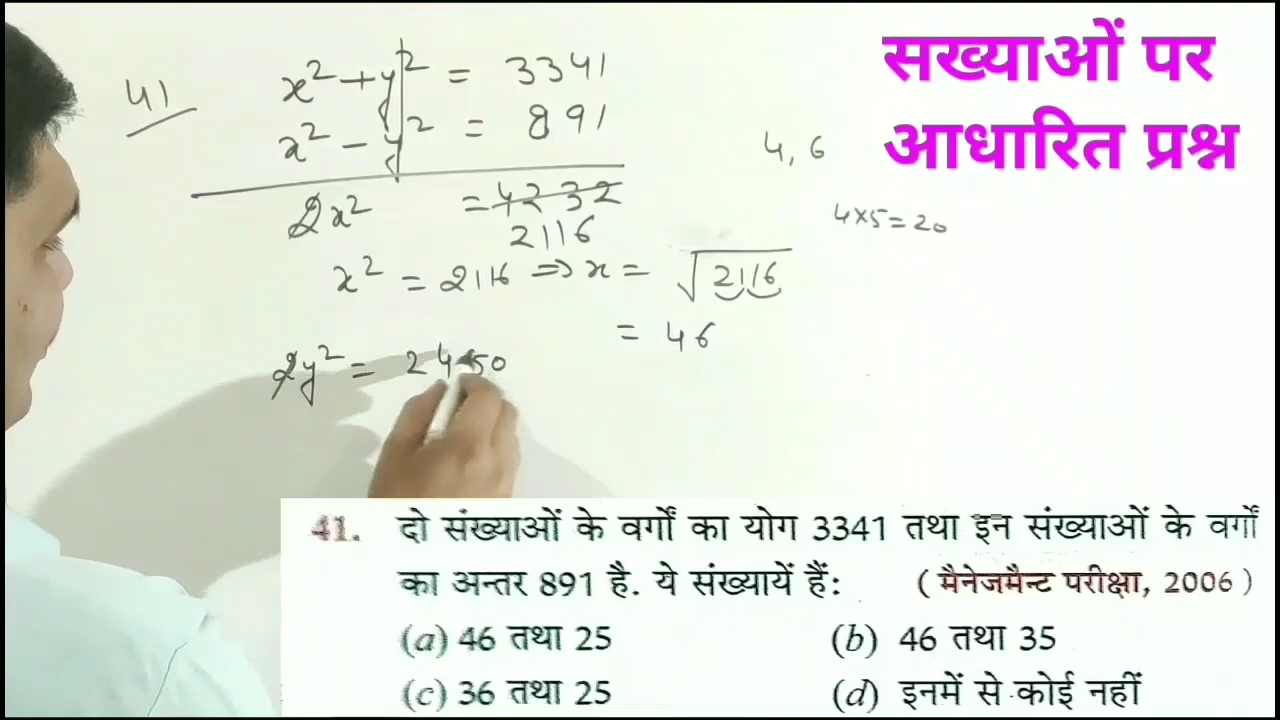 सख्याओं पर
आधारित प्रश्न
41
x² + y² = 3341
x² - y² = 891
2x² = 4232
2116
x² = 2116 ⇒ x = √2116
= 46
2y² = 2450
4, 6
4×5=20
41. दो संख्याओं के वर्गों का योग 3341 तथा इन संख्याओं के वर्गों
का अन्तर 891 है. ये संख्यायें हैं: (मैनेजमैन्ट परीक्षा, 2006)
(a) 46 तथा 25 (b) 46 तथा 35
(c) 36 तथा 25 (d) इनमें से कोई नहीं